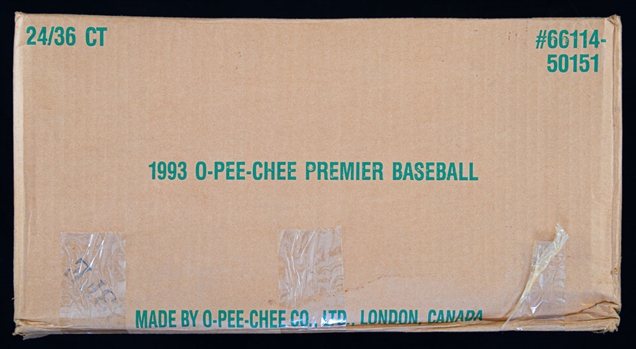 24/36 CT
#66114-
50151
1993 O-PEE-CHEE PREMIER BASEBALL
MADE BY O-PEE-CHEE CO., LTD., LONDON, CANADA